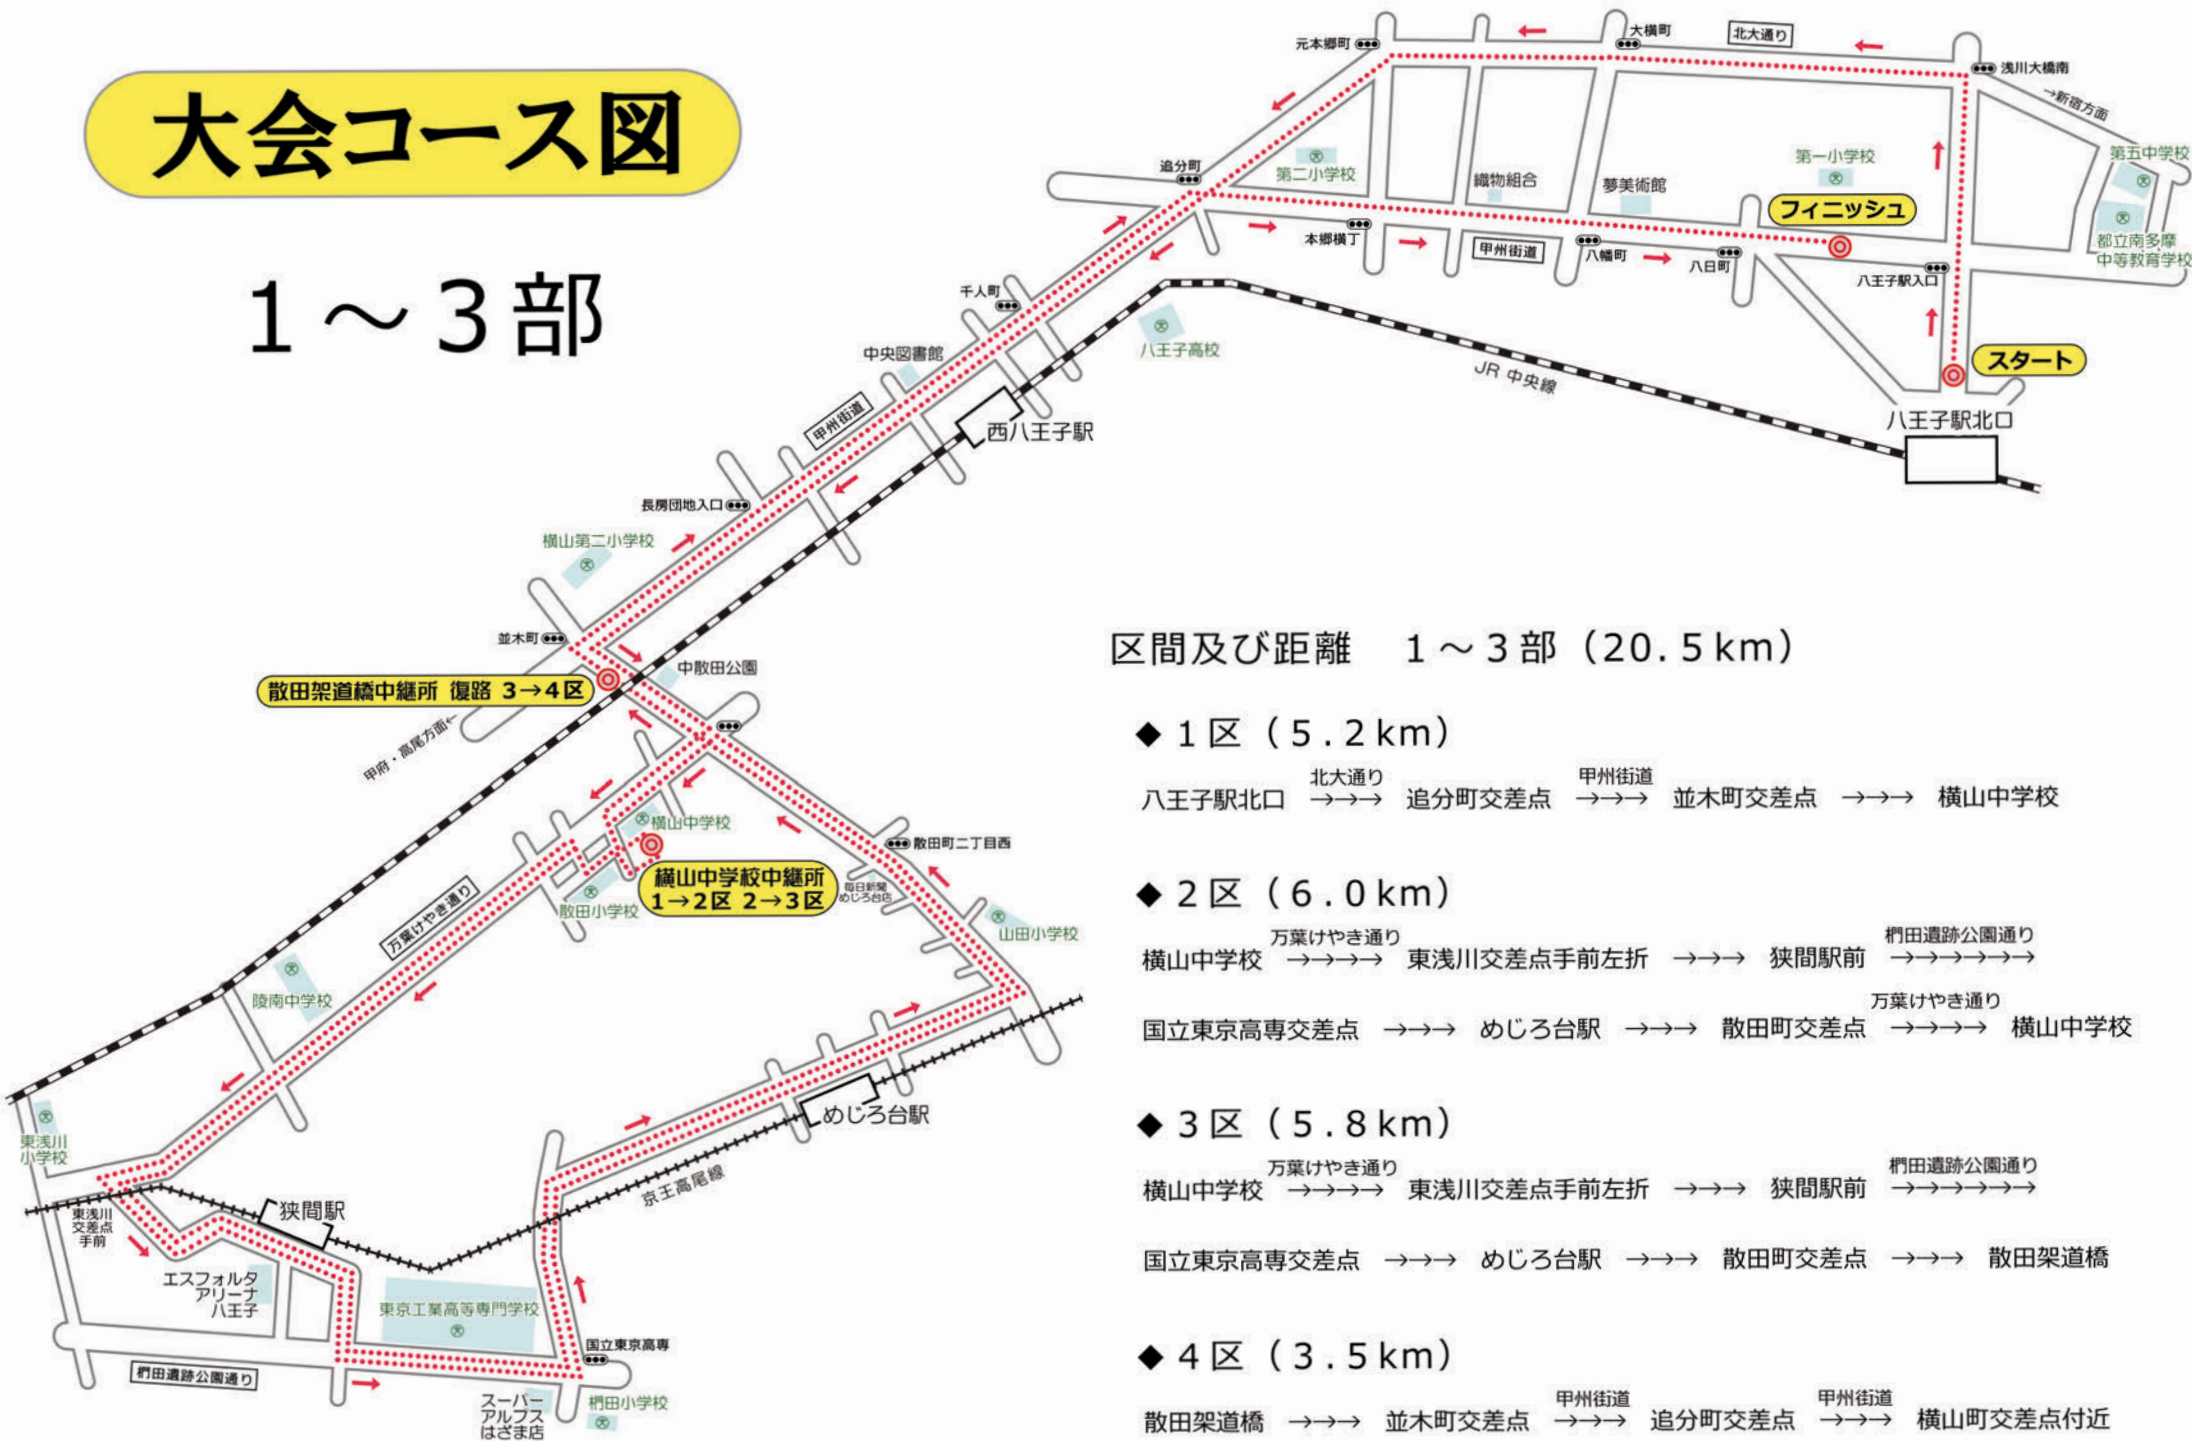 大会コース図
1～3部
元本郷町
大横町
北大通り
浅川大橋南
→新宿方面
第五中学校
都立南多摩
中等教育学校
追分町
第二小学校
織物組合
夢美術館
第一小学校
フィニッシュ
本郷横丁
甲州街道
八幡町
八日町
八王子駅入口
スタート
八王子駅北口
JR 中央線
八王子高校
千人町
中央図書館
甲州街道
西八王子駅
長房団地入口
横山第二小学校
並木町
中散田公園
散田架道橋中継所 復路 3→4区
甲府・高尾方面←
横山中学校
横山中学校中継所
1→2区 2→3区
散田小学校
散田町二丁目西
毎日新聞
めじろ台店
山田小学校
万葉けやき通り
陵南中学校
東浅川
小学校
東浅川
交差点
手前
狭間駅
めじろ台駅
京王高尾線
エスフォルタ
アリーナ
八王子
東京工業高等専門学校
国立東京高専
椚田遺跡公園通り
スーパー
アルプス
はざま店
椚田小学校
区間及び距離　1～3部（20.5km）
◆1区（5.2km）
北大通り　甲州街道
八王子駅北口 →→→ 追分町交差点 →→→ 並木町交差点 →→→ 横山中学校
◆2区（6.0km）
万葉けやき通り　椚田遺跡公園通り
横山中学校 →→→→ 東浅川交差点手前左折 →→→ 狭間駅前 →→→→→→
万葉けやき通り
国立東京高専交差点 →→→ めじろ台駅 →→→ 散田町交差点 →→→→ 横山中学校
◆3区（5.8km）
万葉けやき通り　椚田遺跡公園通り
横山中学校 →→→→ 東浅川交差点手前左折 →→→ 狭間駅前 →→→→→→
国立東京高専交差点 →→→ めじろ台駅 →→→ 散田町交差点 →→→ 散田架道橋
◆4区（3.5km）
甲州街道　甲州街道
散田架道橋 →→→ 並木町交差点 →→→ 追分町交差点 →→→ 横山町交差点付近